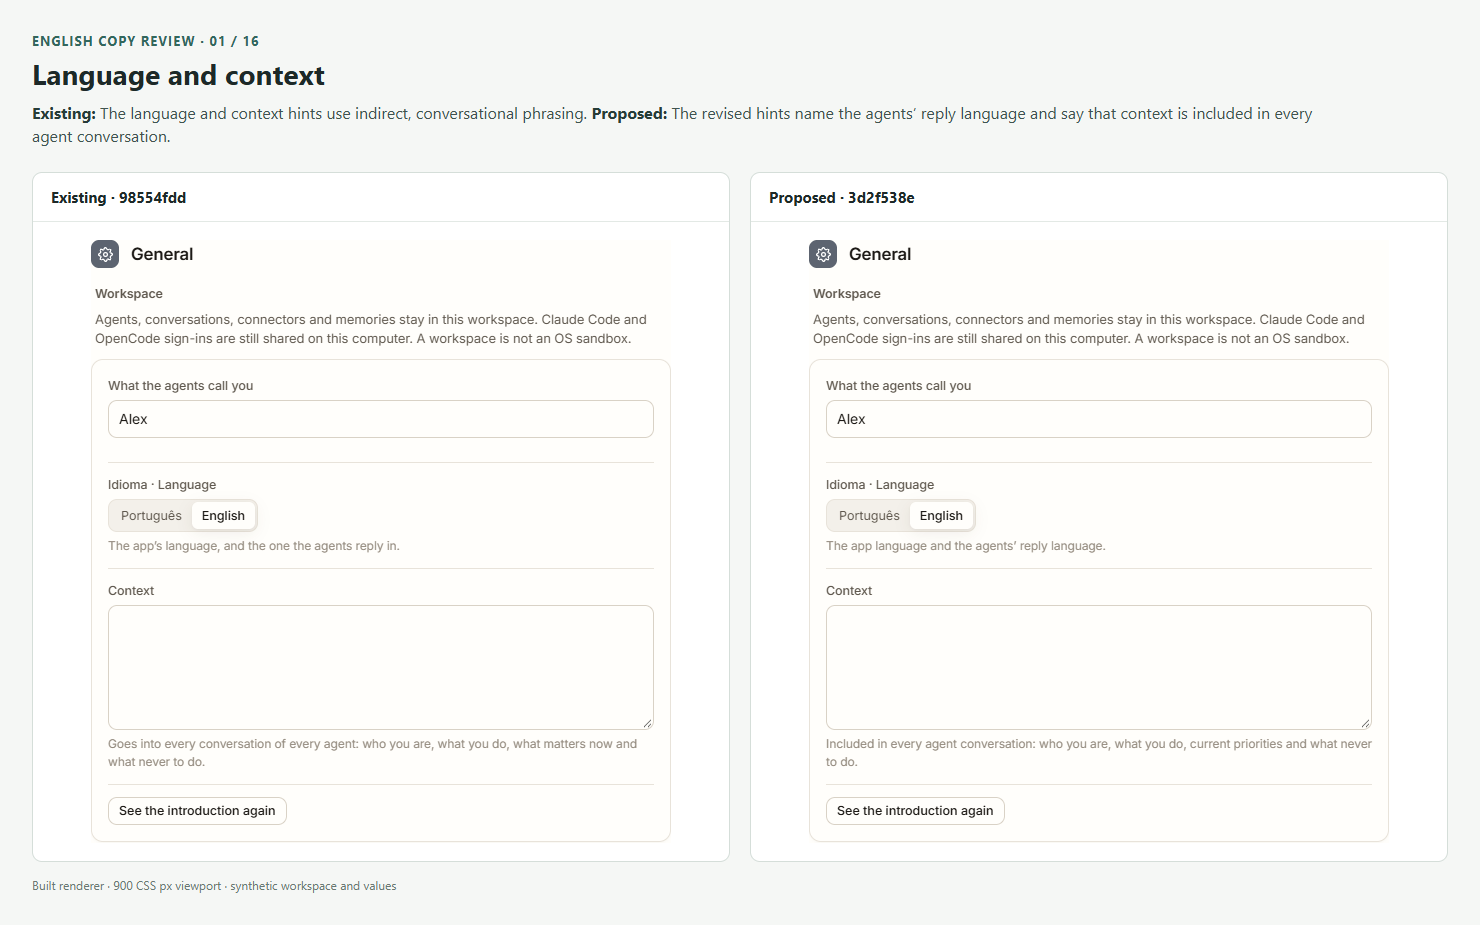 ENGLISH COPY REVIEW · 01 / 16
Language and context
Existing: The language and context hints use indirect, conversational phrasing. Proposed: The revised hints name the agents’ reply language and say that context is included in every
agent conversation.
Existing · 98554fdd
General
Workspace
Agents, conversations, connectors and memories stay in this workspace. Claude Code and
OpenCode sign-ins are still shared on this computer. A workspace is not an OS sandbox.
What the agents call you
Alex
Idioma · Language
Português English
The app’s language, and the one the agents reply in.
Context
Goes into every conversation of every agent: who you are, what you do, what matters now and
what never to do.
See the introduction again
Proposed · 3d2f538e
General
Workspace
Agents, conversations, connectors and memories stay in this workspace. Claude Code and
OpenCode sign-ins are still shared on this computer. A workspace is not an OS sandbox.
What the agents call you
Alex
Idioma · Language
Português English
The app language and the agents’ reply language.
Context
Included in every agent conversation: who you are, what you do, current priorities and what never
to do.
See the introduction again
Built renderer · 900 CSS px viewport · synthetic workspace and values